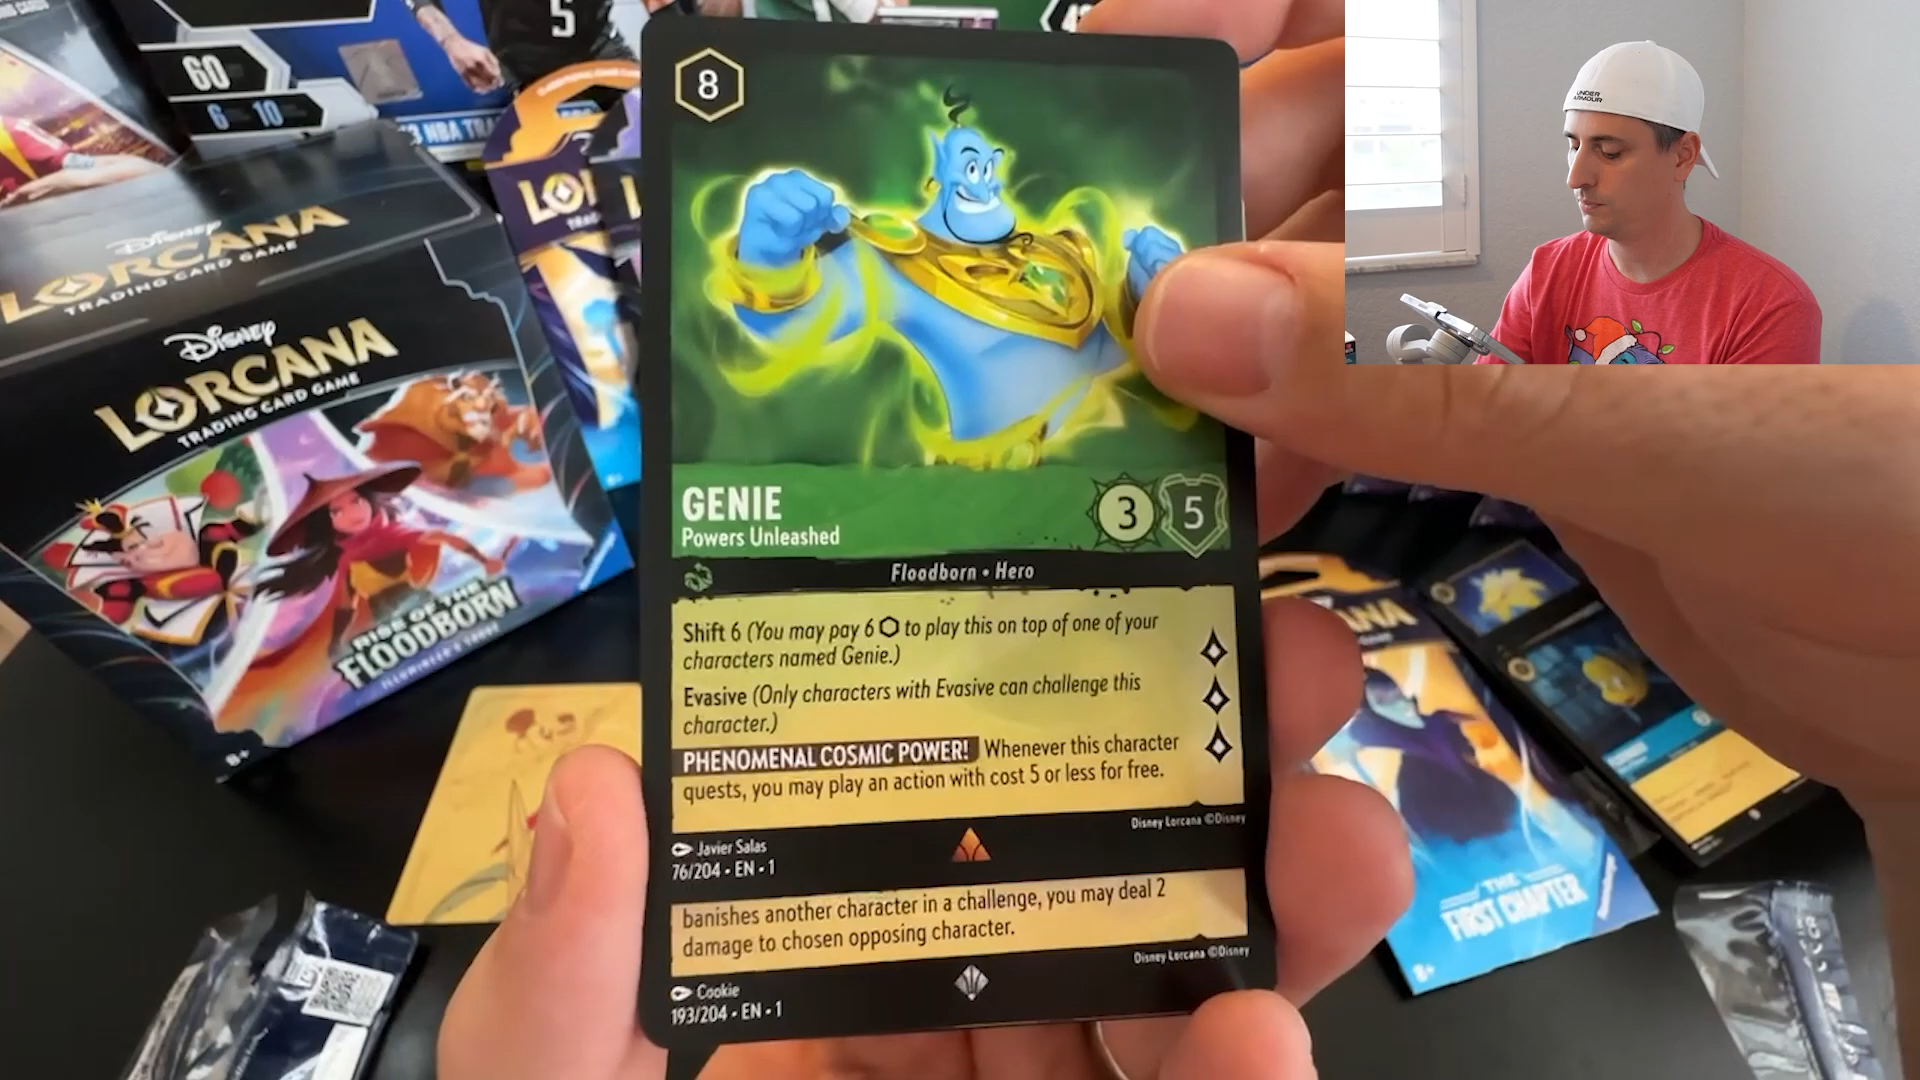 60
6 10
5
NBA TRA
Disney
LORCANA
TRADING CARD GAME
Disney
LORCANA
TRADING CARD GAME
RISE OF THE
FLOODBORN
8+
8
GENIE
Powers Unleashed
3
5
Floodborn • Hero
Shift 6 (You may pay 6 to play this on top of one of your
characters named Genie.)
Evasive (Only characters with Evasive can challenge this
character.)
PHENOMENAL COSMIC POWER! Whenever this character
quests, you may play an action with cost 5 or less for free.
Disney Lorcana ©Disney
Javier Salas
76/204 • EN • 1
banishes another character in a challenge, you may deal 2
damage to chosen opposing character.
Disney Lorcana ©Disney
Cookie
193/204 • EN • 1
UNDER
ARMOUR
THE
FIRST CHAPTER
8+